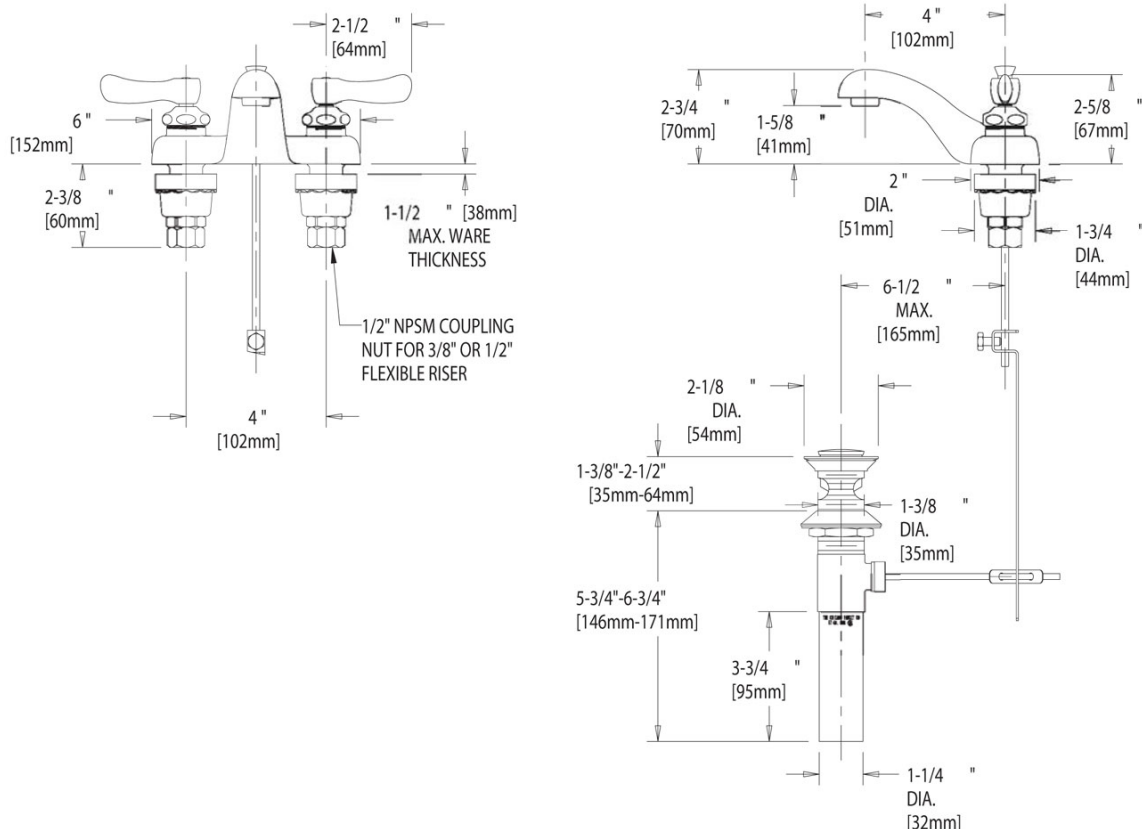 2-1/2 "
[64mm]
6 "
[152mm]
2-3/8 "
[60mm]
1-1/2 " [38mm]
MAX. WARE
THICKNESS
1/2" NPSM COUPLING
NUT FOR 3/8" OR 1/2"
FLEXIBLE RISER
4 "
[102mm]
4 "
[102mm]
2-3/4 "
[70mm]
1-5/8 "
[41mm]
2-5/8 "
[67mm]
2 "
DIA.
[51mm]
1-3/4 "
DIA.
[44mm]
6-1/2 "
MAX.
[165mm]
2-1/8 "
DIA.
[54mm]
1-3/8"-2-1/2"
[35mm-64mm]
1-3/8 "
DIA.
[35mm]
5-3/4"-6-3/4"
[146mm-171mm]
3-3/4 "
[95mm]
1-1/4 "
DIA.
[32mm]